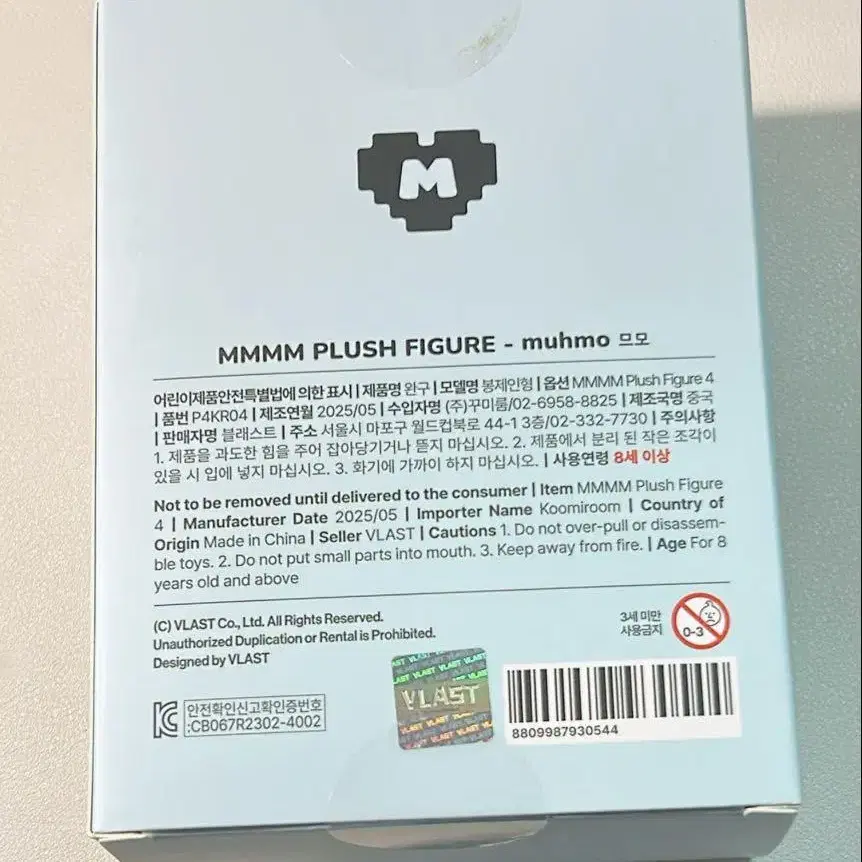 M
MMMM PLUSH FIGURE - muhmo 므모
어린이제품안전특별법에 의한 표시 | 제품명 완구 | 모델명 봉제인형 | 옵션 MMMM Plush Figure 4
| 품번 P4KR04 | 제조연월 2025/05 | 수입자명 (주)꾸미룸/02-6958-8825 | 제조국명 중국
| 판매자명 블래스트 | 주소 서울시 마포구 월드컵북로 44-1 3층/02-332-7730 | 주의사항
1. 제품을 과도한 힘을 주어 잡아당기거나 뜯지 마십시오. 2. 제품에서 분리 된 작은 조각이
있을 시 입에 넣지 마십시오. 3. 화기에 가까이 하지 마십시오. | 사용연령 8세 이상
Not to be removed until delivered to the consumer | Item MMMM Plush Figure
4 | Manufacturer Date 2025/05 | Importer Name Koomiroom | Country of
Origin Made in China | Seller VLAST | Cautions 1. Do not over-pull or disassem-
ble toys. 2. Do not put small parts into mouth. 3. Keep away from fire. | Age For 8
years old and above
(C) VLAST Co., Ltd. All Rights Reserved.
Unauthorized Duplication or Rental is Prohibited.
Designed by VLAST
3세 미만
사용금지
0-3
안전확인신고확인증번호
:CB067R2302-4002
VLAST
8809987930544